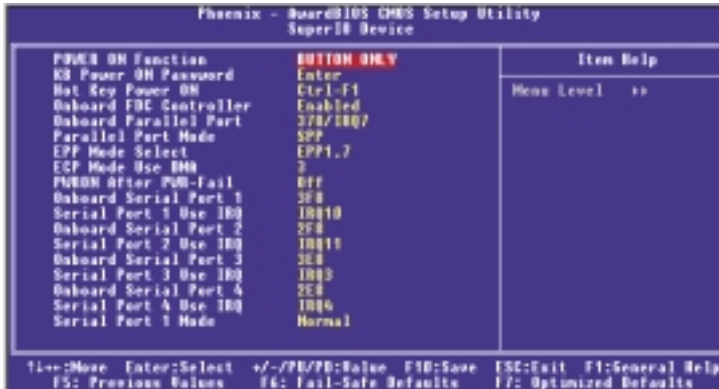 Phoenix - AwardBIOS CMOS Setup Utility
SuperIO Device
POWER ON Function BUTTON ONLY
KB Power ON Password Enter
Hot Key Power ON Ctrl-F1
Onboard FDC Controller Enabled
Onboard Parallel Port 378/IRQ7
Parallel Port Mode SPP
EPP Mode Select EPP1.7
ECP Mode Use DMA 3
PWRON After PWR-Fail Off
Onboard Serial Port 1 3F8
Serial Port 1 Use IRQ IRQ10
Onboard Serial Port 2 2F8
Serial Port 2 Use IRQ IRQ11
Onboard Serial Port 3 3E8
Serial Port 3 Use IRQ IRQ3
Onboard Serial Port 4 2E8
Serial Port 4 Use IRQ IRQ4
Serial Port 1 Mode Normal
Item Help
Menu Level ▸▸
↑↓→←:Move Enter:Select +/-/PU/PD:Value F10:Save ESC:Exit F1:General Help
F5: Previous Values F6: Fail-Safe Defaults F7: Optimized Defaults